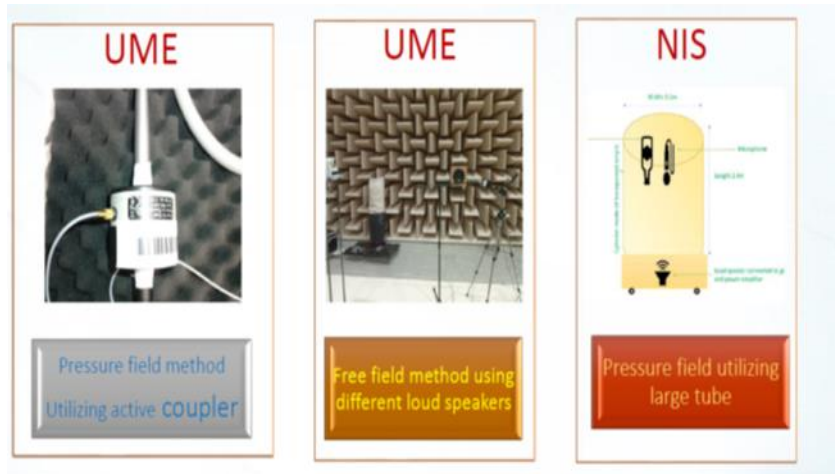 UME
Pressure field method
Utilizing active coupler
UME
Free field method using
different loud speakers
NIS
Microphone
Pressure field utilizing
large tube